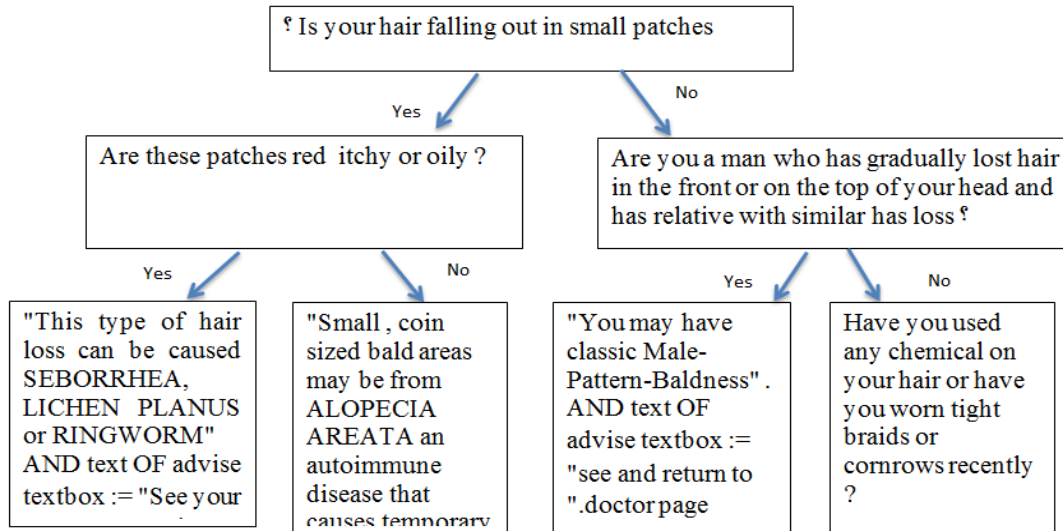 ؟ Is your hair falling out in small patches
Yes
No
Are these patches red itchy or oily ?
Are you a man who has gradually lost hair
in the front or on the top of your head and
has relative with similar has loss ؟
Yes
No
Yes
No
"This type of hair
loss can be caused
SEBORRHEA,
LICHEN PLANUS
or RINGWORM"
AND text OF advise
textbox := "See your
"Small , coin
sized bald areas
may be from
ALOPECIA
AREATA an
autoimmune
disease that
causes temporary
"You may have
classic Male-
Pattern-Baldness" .
AND text OF
advise textbox :=
"see and return to
".doctor page
Have you used
any chemical on
your hair or have
you worn tight
braids or
cornrows recently
?